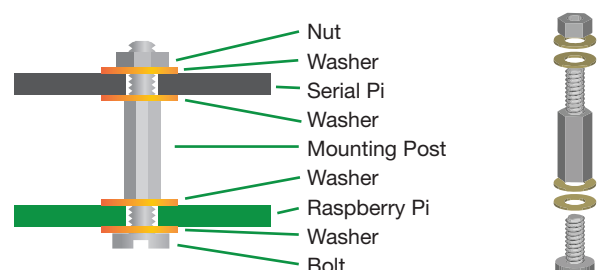 Nut
Washer
Serial Pi
Washer
Mounting Post
Washer
Raspberry Pi
Washer
Bolt